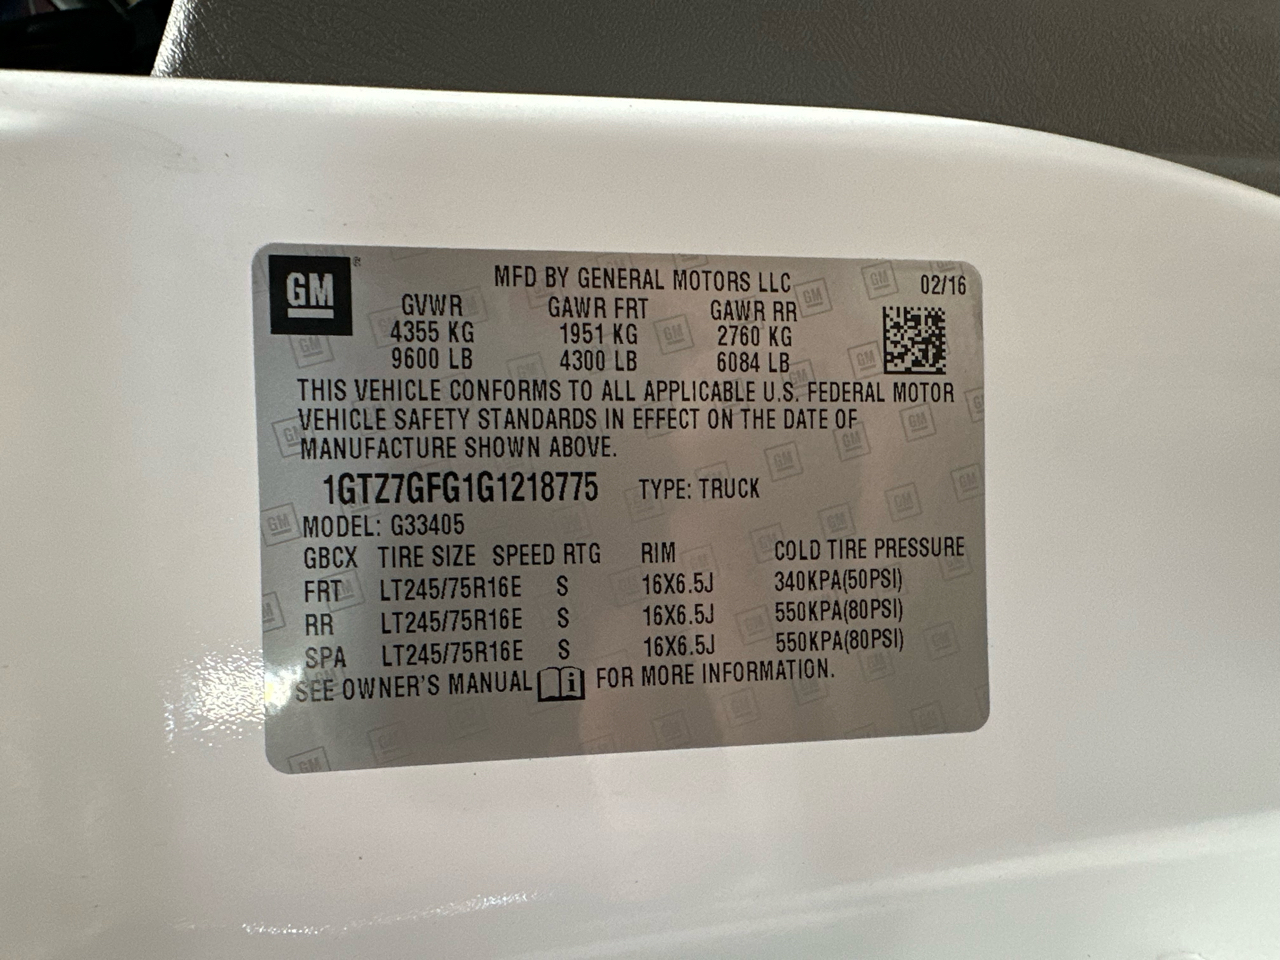 GM ®
MFD BY GENERAL MOTORS LLC 02/16
GVWR GAWR FRT GAWR RR
4355 KG 1951 KG 2760 KG
9600 LB 4300 LB 6084 LB
THIS VEHICLE CONFORMS TO ALL APPLICABLE U.S. FEDERAL MOTOR
VEHICLE SAFETY STANDARDS IN EFFECT ON THE DATE OF
MANUFACTURE SHOWN ABOVE.
1GTZ7GFG1G1218775 TYPE: TRUCK
MODEL: G33405
GBCX TIRE SIZE SPEED RTG RIM COLD TIRE PRESSURE
FRT LT245/75R16E S 16X6.5J 340KPA(50PSI)
RR LT245/75R16E S 16X6.5J 550KPA(80PSI)
SPA LT245/75R16E S 16X6.5J 550KPA(80PSI)
SEE OWNER'S MANUAL i FOR MORE INFORMATION.